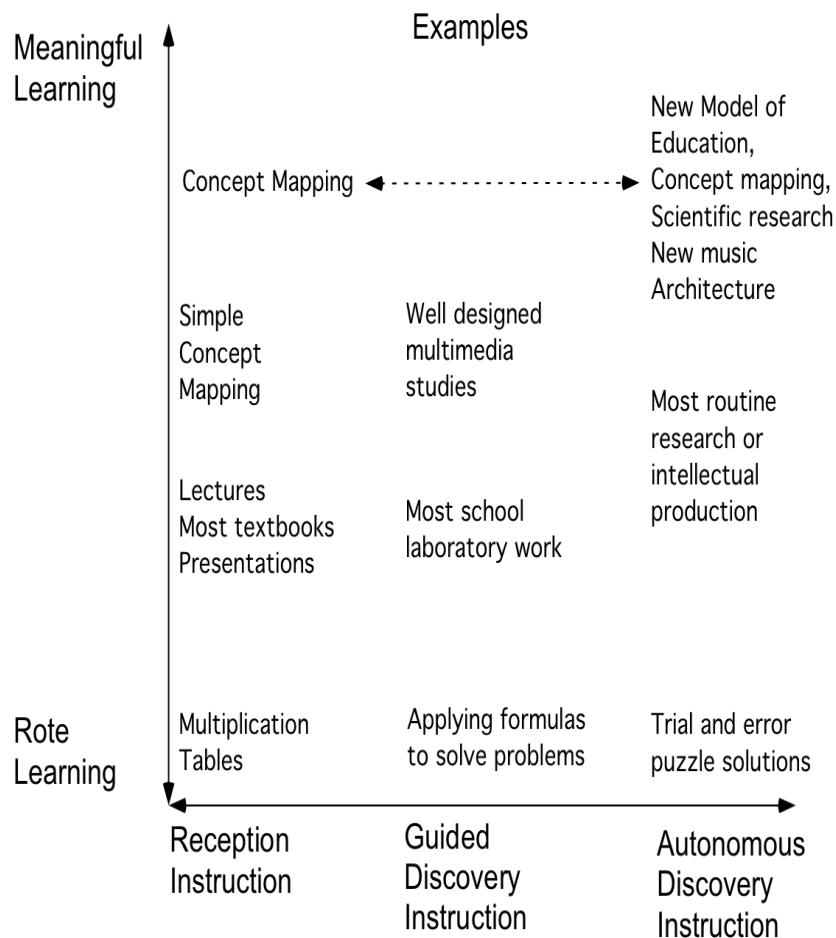 Examples
Meaningful
Learning
Concept Mapping
New Model of
Education,
Concept mapping,
Scientific research
New music
Architecture
Simple
Concept
Mapping
Well designed
multimedia
studies
Most routine
research or
intellectual
production
Lectures
Most textbooks
Presentations
Most school
laboratory work
Rote
Learning
Multiplication
Tables
Applying formulas
to solve problems
Trial and error
puzzle solutions
Reception
Instruction
Guided
Discovery
Instruction
Autonomous
Discovery
Instruction